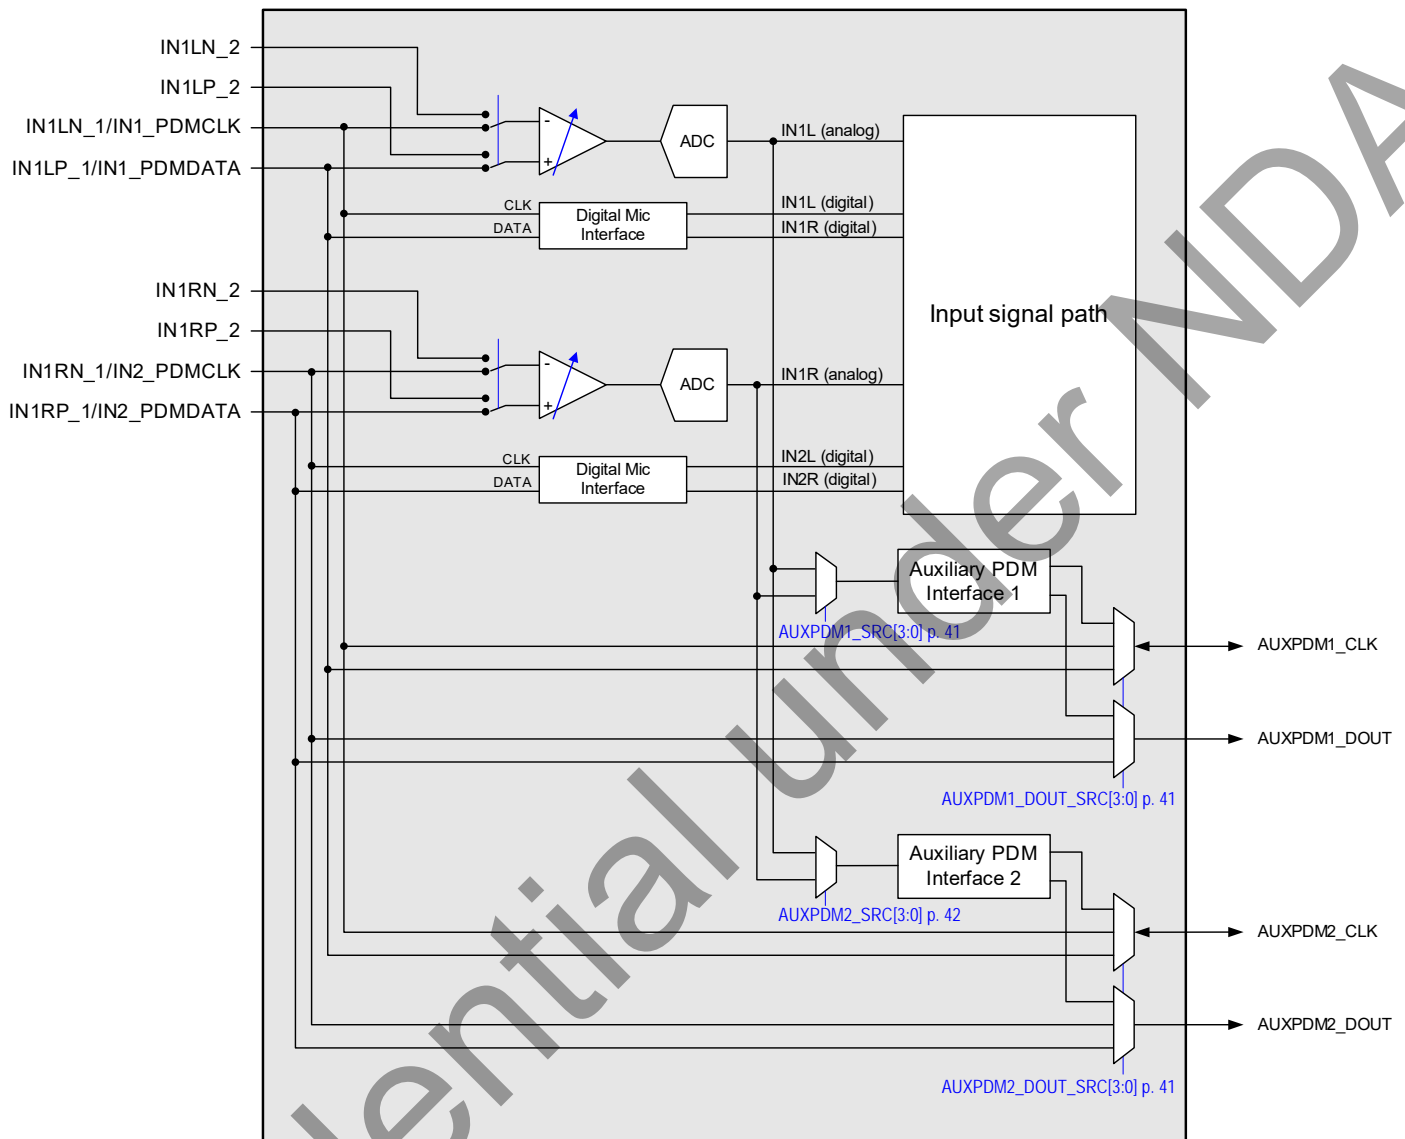 IN1LN_2
IN1LP_2
IN1LN_1/IN1_PDMCLK
IN1LP_1/IN1_PDMDATA
-
+
ADC
IN1L (analog)
CLK
DATA
Digital Mic
Interface
IN1L (digital)
IN1R (digital)
Input signal path
IN1RN_2
IN1RP_2
IN1RN_1/IN2_PDMCLK
IN1RP_1/IN2_PDMDATA
-
+
ADC
IN1R (analog)
CLK
DATA
Digital Mic
Interface
IN2L (digital)
IN2R (digital)
Auxiliary PDM
Interface 1
AUXPDM1_SRC[3:0] p. 41
AUXPDM1_CLK
AUXPDM1_DOUT
AUXPDM1_DOUT_SRC[3:0] p. 41
Auxiliary PDM
Interface 2
AUXPDM2_SRC[3:0] p. 42
AUXPDM2_CLK
AUXPDM2_DOUT
AUXPDM2_DOUT_SRC[3:0] p. 41
dential under NDA